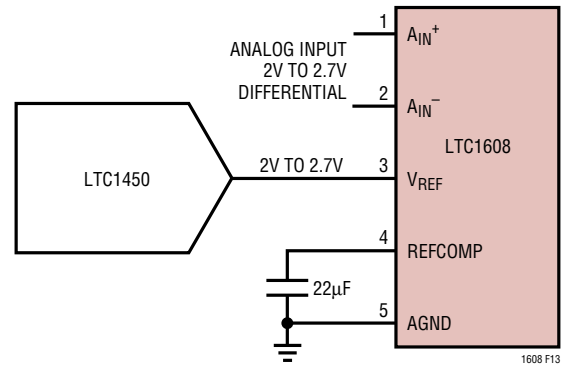 1
A_IN^+
ANALOG INPUT
2V TO 2.7V
DIFFERENTIAL
2
A_IN^–
LTC1608
LTC1450
2V TO 2.7V
3
V_REF
4
REFCOMP
22μF
5
AGND
1608 F13